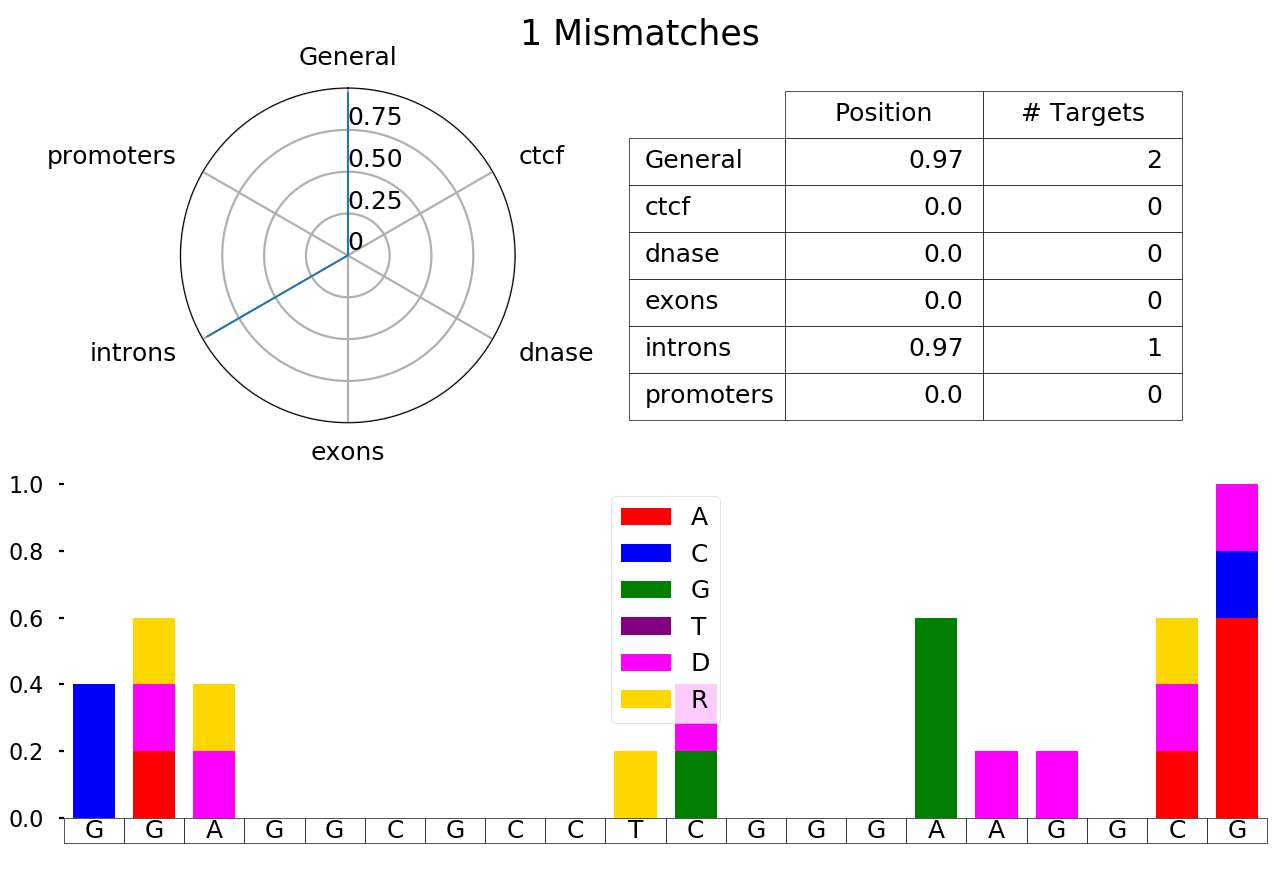 1 Mismatches
General
0.75
promoters
ctcf
0.50
0.25
0
introns
dnase
exons
Position # Targets
General 0.97 2
ctcf 0.0 0
dnase 0.0 0
exons 0.0 0
introns 0.97 1
promoters 0.0 0
1.0
0.8
0.6
0.4
0.2
0.0
A
C
G
T
D
R
G G A G G C G C C T C G G G A A G G C G